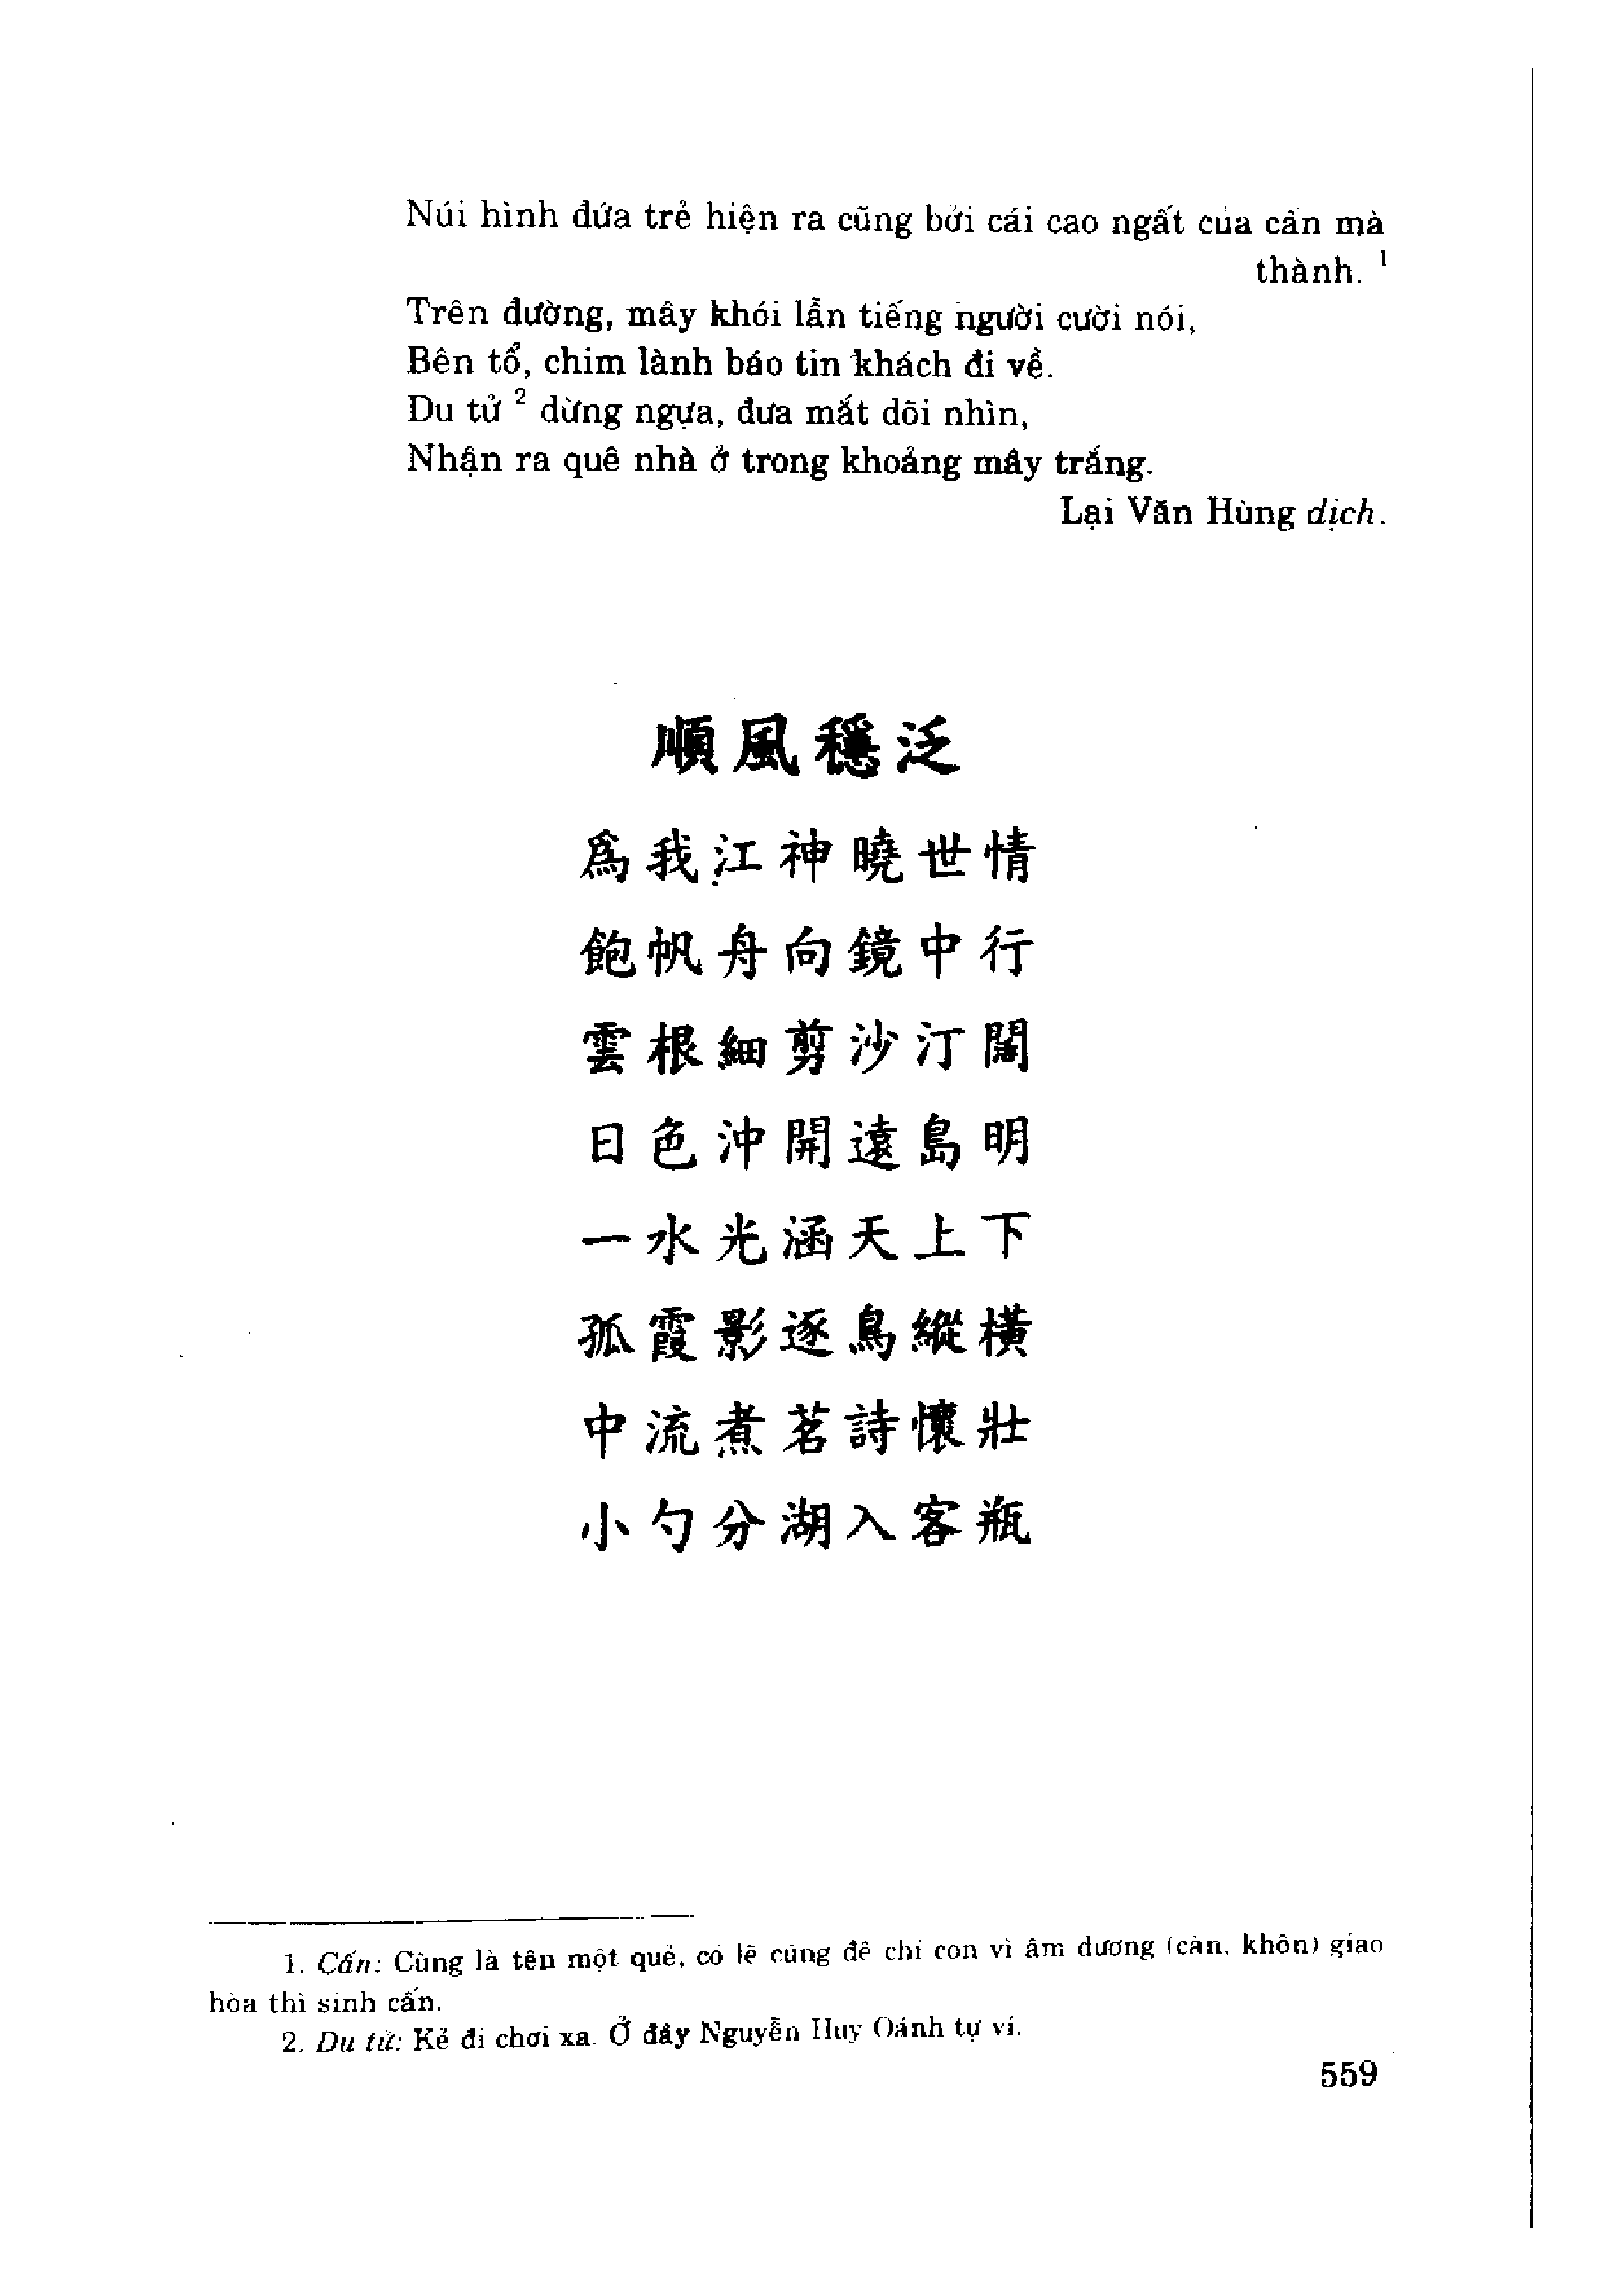 Núi hình đứa trẻ hiện ra cũng bởi cái cao ngất của cấn mà
thành. 1
Trên đường, mây khói lẫn tiếng người cười nói,
Bên tổ, chim lành báo tin khách đi về.
Du tử 2 dừng ngựa, đưa mắt dõi nhìn,
Nhận ra quê nhà ở trong khoảng mây trắng.
Lại Văn Hùng dịch.
順風穩泛
爲我江神曉世情
飽帆舟向鏡中行
雲根細剪沙汀闊
日色沖開遠島明
一水光涵天上下
孤霞影逐鳥縱橫
中流煮茗詩懷壯
小勺分湖入客瓶
1. Cấn: Cũng là tên một quẻ, có lẽ cũng để chỉ con vì âm dương (càn, khôn) giao
hòa thì sinh cấn.
2. Du tử: Kẻ đi chơi xa. Ở đây Nguyễn Huy Oánh tự ví.
559